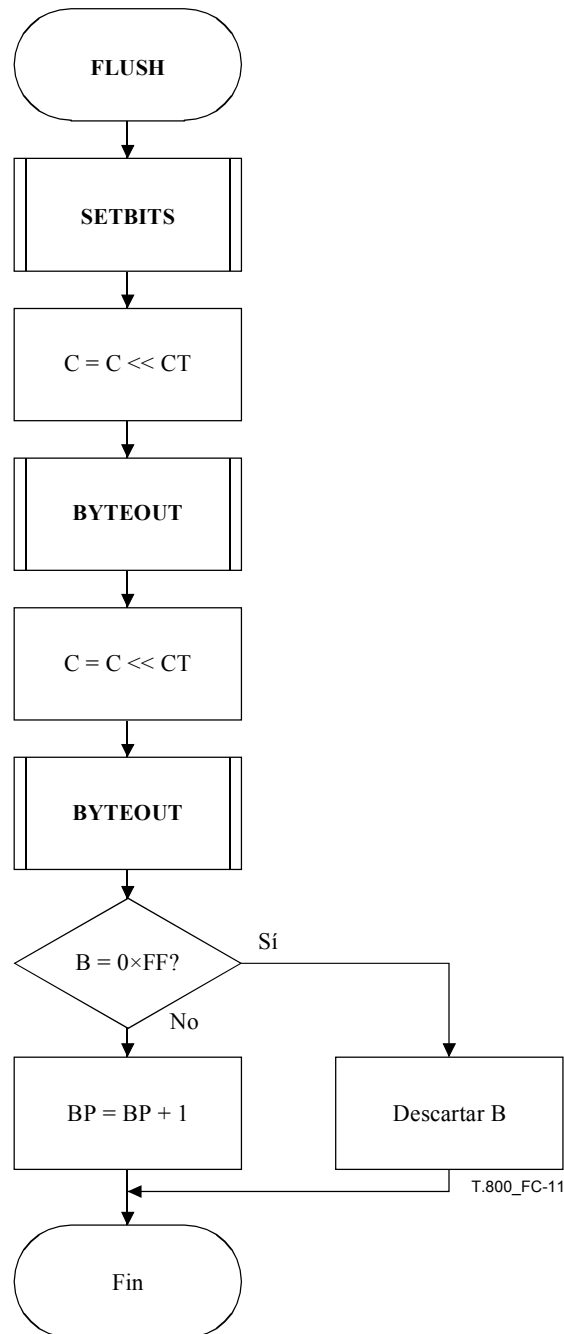 FLUSH
SETBITS
C = C << CT
BYTEOUT
C = C << CT
BYTEOUT
B = 0×FF?
Sí
No
BP = BP + 1
Descartar B
T.800_FC-11
Fin